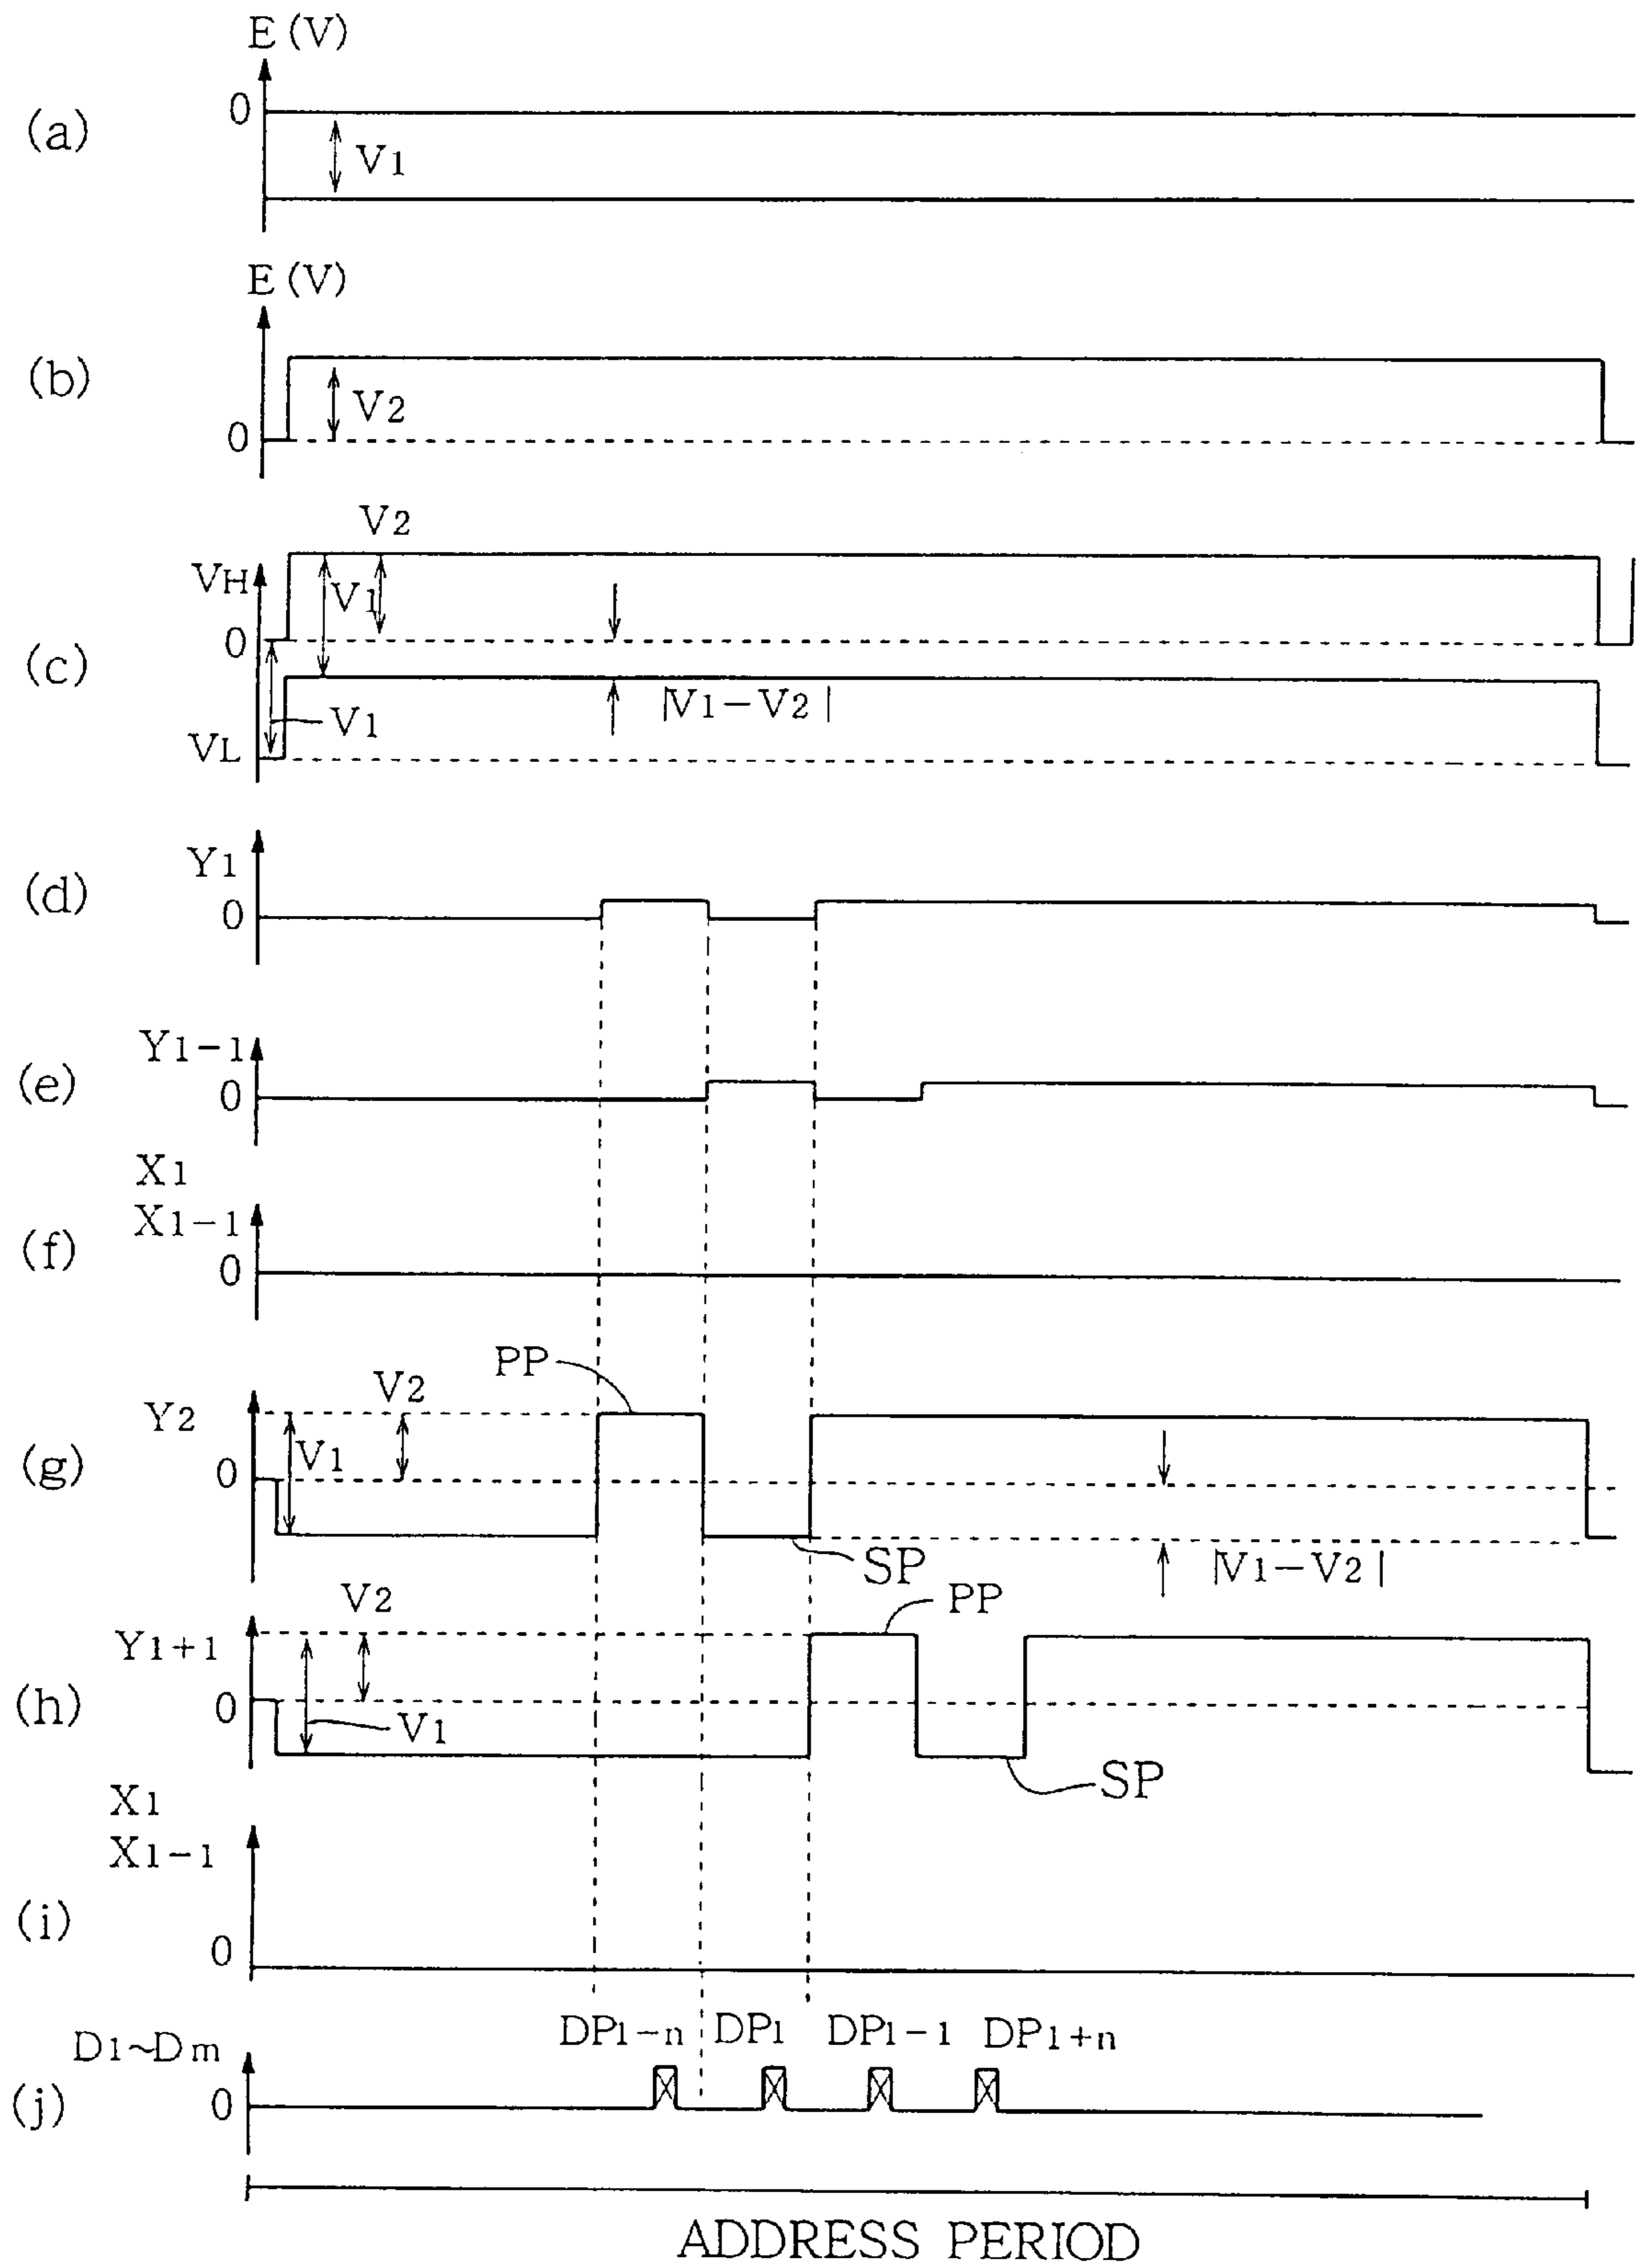 E (V)
0
(a)
V1
E (V)
(b)
V2
0
V2
VH
V1
0
(c)
|V1-V2|
V1
VL
Y1
(d)
0
Y1-1
(e)
0
X1
X1-1
(f)
0
PP
V2
Y2
V1
(g)
0
SP
|V1-V2|
V2
PP
Y1+1
(h)
0
V1
SP
X1
X1-1
(i)
0
DP1-n
DP1
DP1-1
DP1+n
D1~Dm
(j)
0
ADDRESS PERIOD